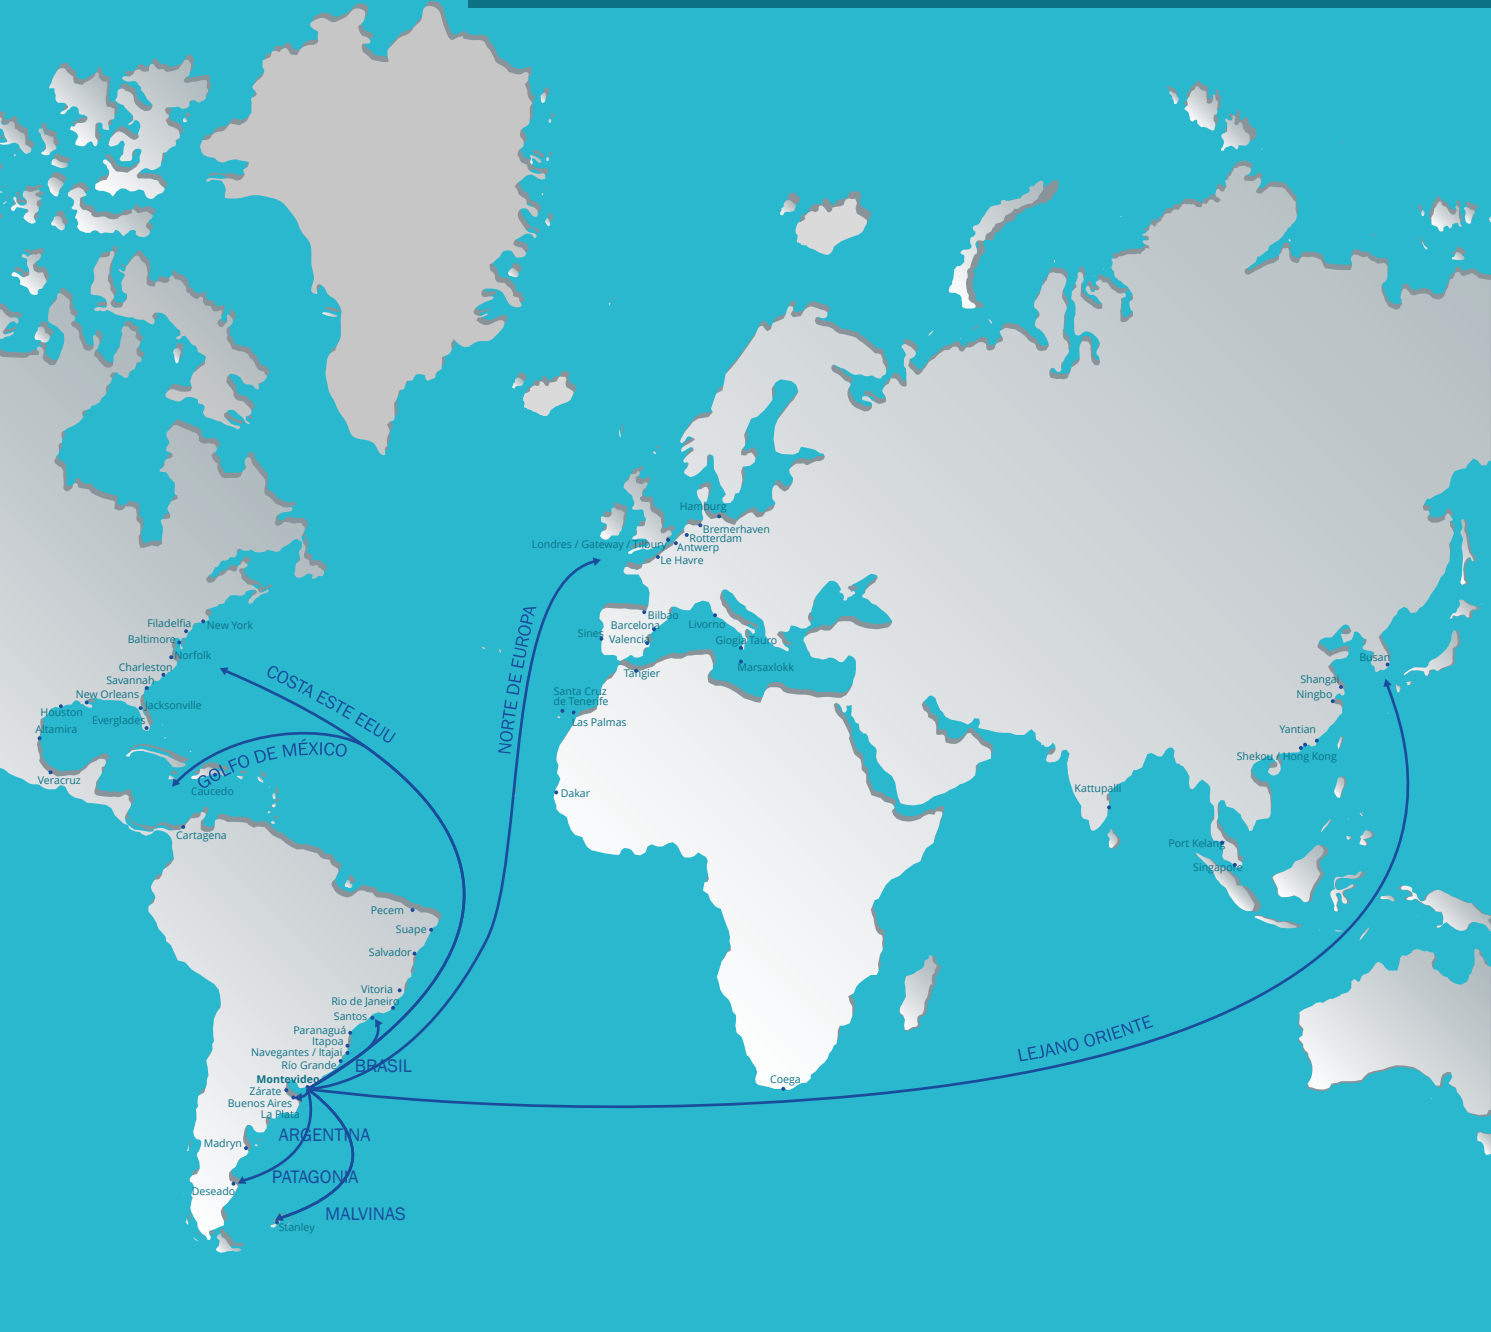 Hamburg
Bremerhaven
Rotterdam
Londres / Gateway / Tilbury
Antwerp
Le Havre
NORTE DE EUROPA
Bilbao
Filadelfia
New York
Barcelona
Livorno
Sines
Valencia
Giogia Tauro
Baltimore
Norfolk
Busan
Charleston
Marsaxlokk
Tangier
Savannah
Shangai
COSTA ESTE EEUU
New Orleans
Santa Cruz
de Tenerife
Ningbo
Jacksonville
Houston
Everglades
Las Palmas
Altamira
Yantian
GOLFO DE MÉXICO
Shekou / Hong Kong
Veracruz
Caucedo
Dakar
Kattupalli
Cartagena
Port Kelang
Singapore
Pecem
Suape
Salvador
Vitoria
Rio de Janeiro
Santos
Paranaguá
Itapoa
LEJANO ORIENTE
Navegantes / Itajai
Río Grande
BRASIL
Montevideo
Coega
Zárate
Buenos Aires
La Plata
ARGENTINA
Madryn
PATAGONIA
Deseado
MALVINAS
Stanley